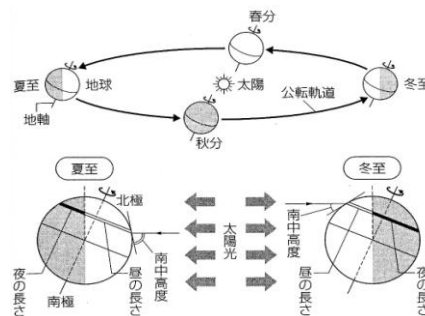 春分
夏至
地球
太陽
冬至
地軸
公転軌道
秋分
夏至
冬至
北極
南中高度
太陽光
南中高度
夜の長さ
南極
昼の長さ
昼の長さ
夜の長さ